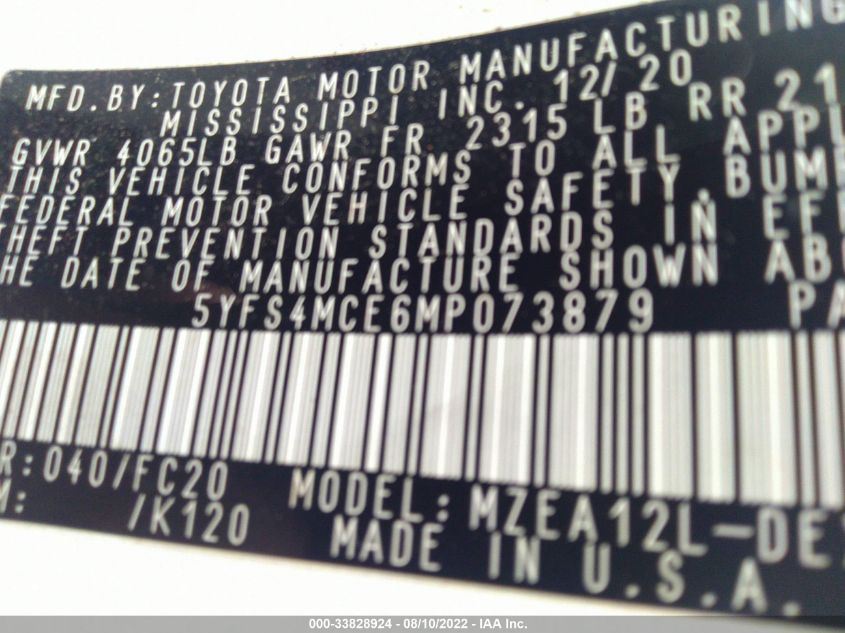 MFD.BY:TOYOTA MOTOR MANUFACTURING
MISSISSIPPI INC. 12/20
GVWR 4065LB GAWR FR 2315 LB RR 21
THIS VEHICLE CONFORMS TO ALL APPL
FEDERAL MOTOR VEHICLE SAFETY,BUMP
THEFT PREVENTION STANDARDS IN EFF
HE DATE OF MANUFACTURE SHOWN AB
5YFS4MCE6MP073879 PA
R:040/FC20 MODEL:MZEA12L-DE
M: /K120 MADE IN U.S.A.
000-33828924 - 08/10/2022 - IAA Inc.